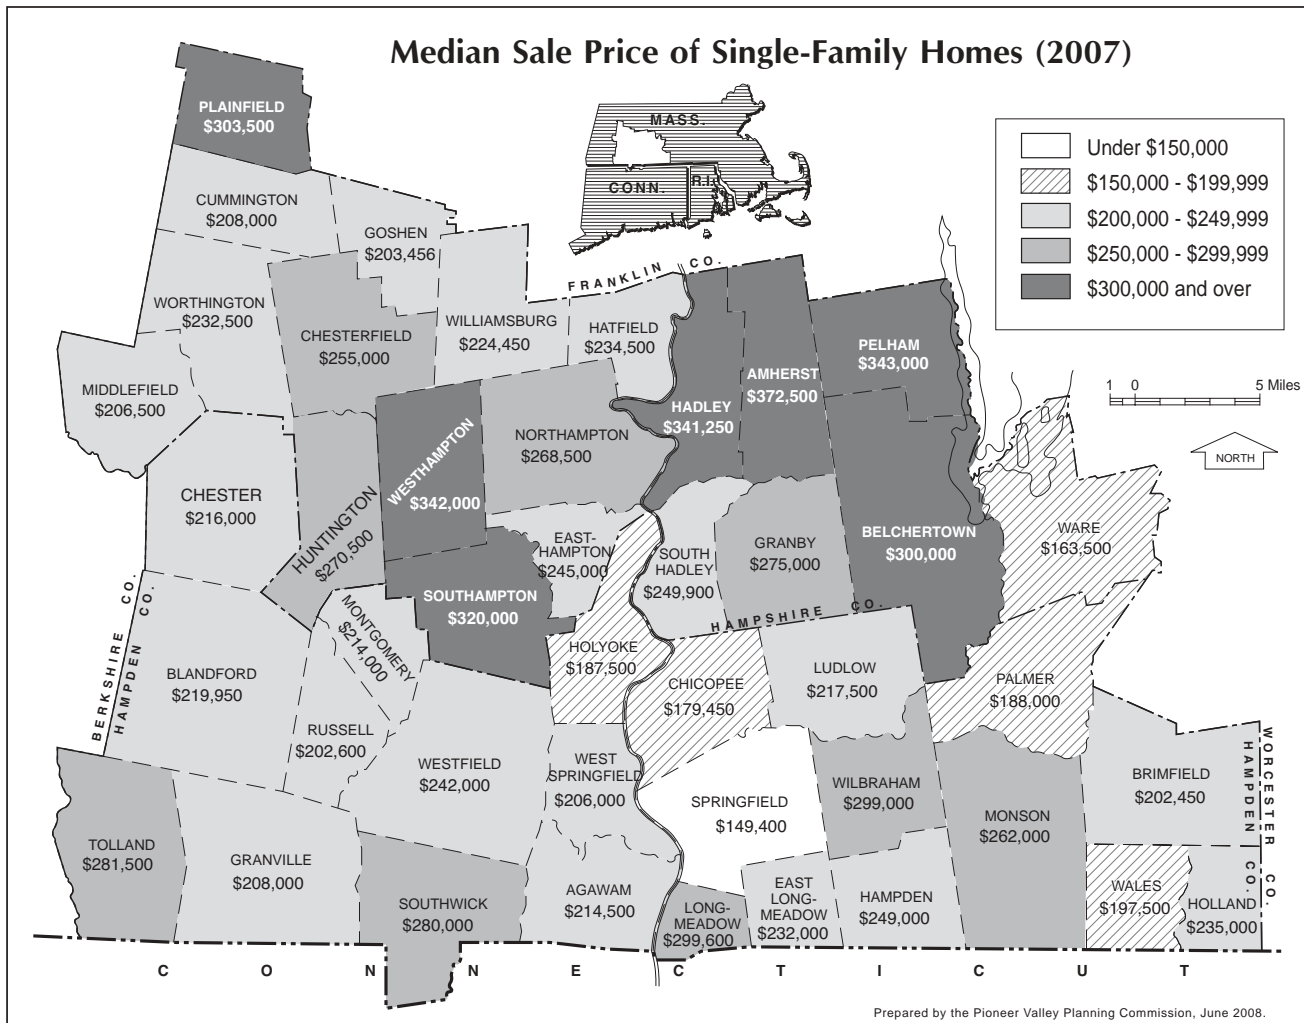 Median Sale Price of Single-Family Homes (2007)
MASS.
CONN.
R.I.
Under $150,000
$150,000 - $199,999
$200,000 - $249,999
$250,000 - $299,999
$300,000 and over
1 0 5 Miles
NORTH
PLAINFIELD
$303,500
CUMMINGTON
$208,000
GOSHEN
$203,456
WORTHINGTON
$232,500
CHESTERFIELD
$255,000
WILLIAMSBURG
$224,450
FRANKLIN CO.
HATFIELD
$234,500
MIDDLEFIELD
$206,500
HADLEY
$341,250
AMHERST
$372,500
PELHAM
$343,000
CHESTER
$216,000
HUNTINGTON
$270,500
WESTHAMPTON
$342,000
NORTHAMPTON
$268,500
EAST-
HAMPTON
$245,000
SOUTH
HADLEY
$249,900
GRANBY
$275,000
BELCHERTOWN
$300,000
WARE
$163,500
SOUTHAMPTON
$320,000
HAMPSHIRE CO.
BERKSHIRE CO.
HAMPDEN CO.
BLANDFORD
$219,950
MONTGOMERY
$214,000
RUSSELL
$202,600
HOLYOKE
$187,500
CHICOPEE
$179,450
LUDLOW
$217,500
PALMER
$188,000
WESTFIELD
$242,000
WEST
SPRINGFIELD
$206,000
SPRINGFIELD
$149,400
WILBRAHAM
$299,000
MONSON
$262,000
BRIMFIELD
$202,450
WORCESTER CO.
HAMPDEN CO.
TOLLAND
$281,500
GRANVILLE
$208,000
SOUTHWICK
$280,000
AGAWAM
$214,500
LONG-
MEADOW
$299,600
EAST
LONG-
MEADOW
$232,000
HAMPDEN
$249,000
WALES
$197,500
HOLLAND
$235,000
CONNECTICUT
Prepared by the Pioneer Valley Planning Commission, June 2008.